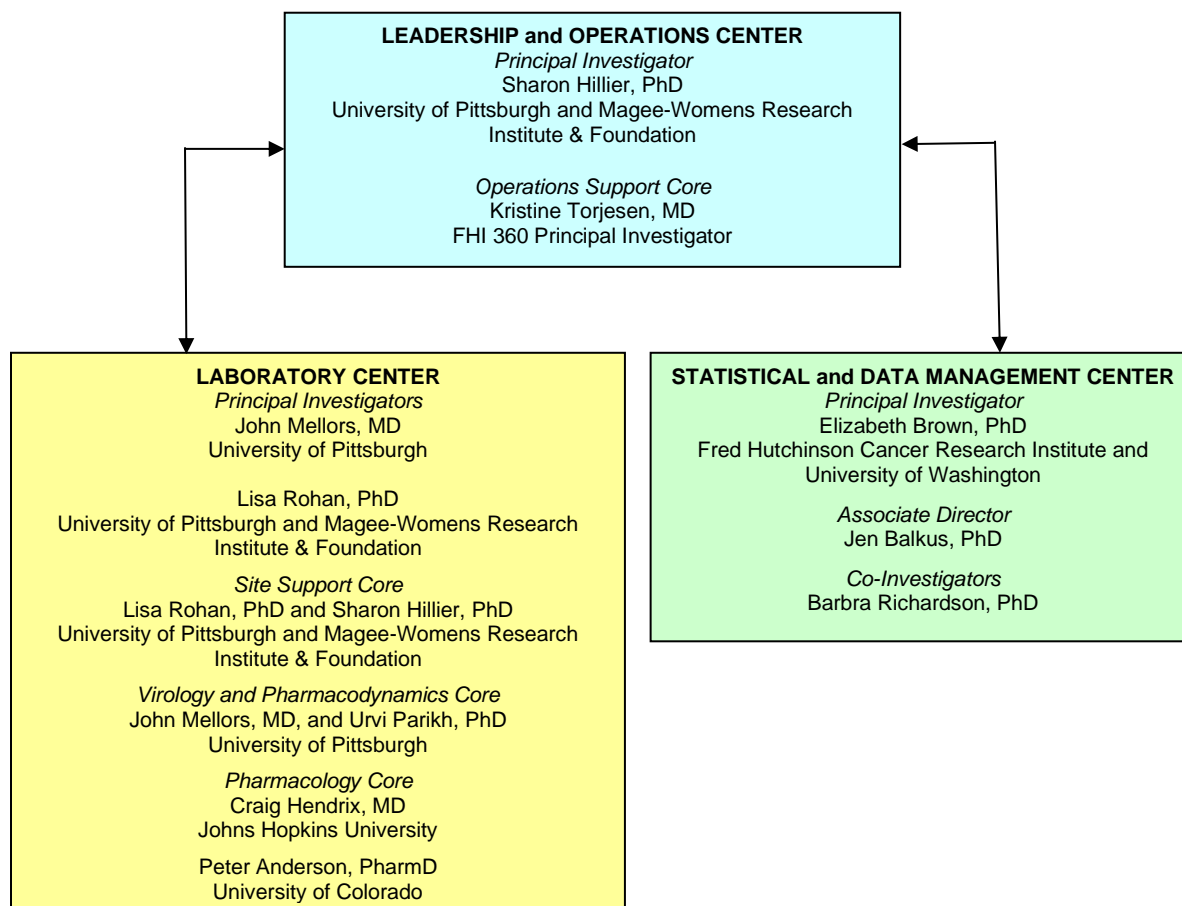 LEADERSHIP and OPERATIONS CENTER
Principal Investigator
Sharon Hillier, PhD
University of Pittsburgh and Magee-Womens Research
Institute & Foundation
Operations Support Core
Kristine Torjesen, MD
FHI 360 Principal Investigator
LABORATORY CENTER
Principal Investigators
John Mellors, MD
University of Pittsburgh
Lisa Rohan, PhD
University of Pittsburgh and Magee-Womens Research
Institute & Foundation
Site Support Core
Lisa Rohan, PhD and Sharon Hillier, PhD
University of Pittsburgh and Magee-Womens Research
Institute & Foundation
Virology and Pharmacodynamics Core
John Mellors, MD, and Urvi Parikh, PhD
University of Pittsburgh
Pharmacology Core
Craig Hendrix, MD
Johns Hopkins University
Peter Anderson, PharmD
University of Colorado
STATISTICAL and DATA MANAGEMENT CENTER
Principal Investigator
Elizabeth Brown, PhD
Fred Hutchinson Cancer Research Institute and
University of Washington
Associate Director
Jen Balkus, PhD
Co-Investigators
Barbra Richardson, PhD